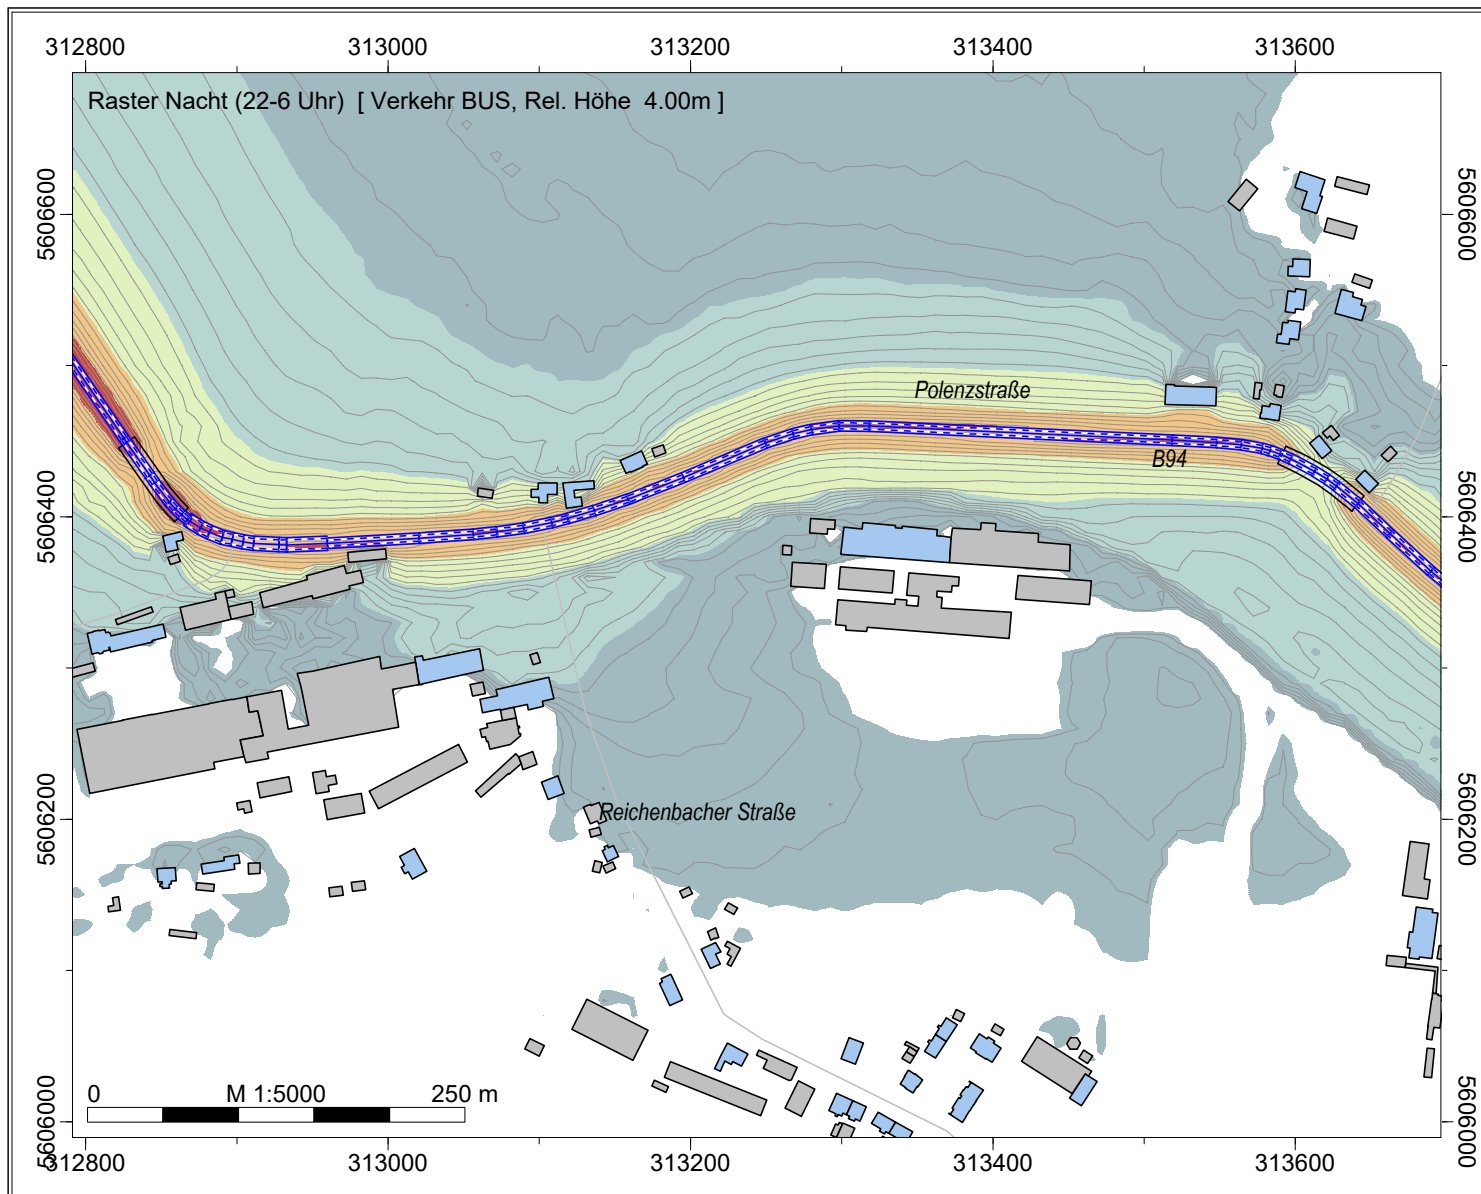 312800 313000 313200 313400 313600
Raster Nacht (22-6 Uhr) [ Verkehr BUS, Rel. Höhe 4.00m ]
5606600 5606600
Polenzstraße
B94
5606400 5606400
5606200 5606200
Reichenbacher Straße
0 M 1:5000 250 m
5606000 5606000
312800 313000 313200 313400 313600